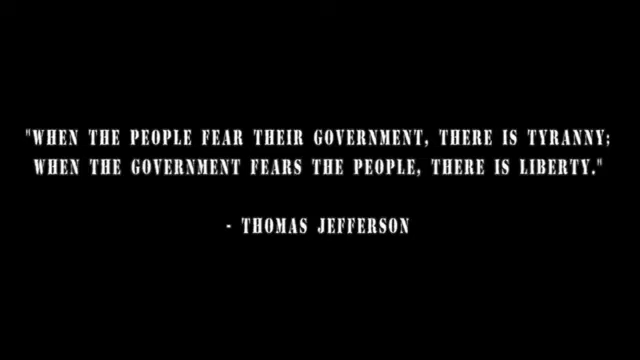 "WHEN THE PEOPLE FEAR THEIR GOVERNMENT, THERE IS TYRANNY;
WHEN THE GOVERNMENT FEARS THE PEOPLE, THERE IS LIBERTY."
- THOMAS JEFFERSON